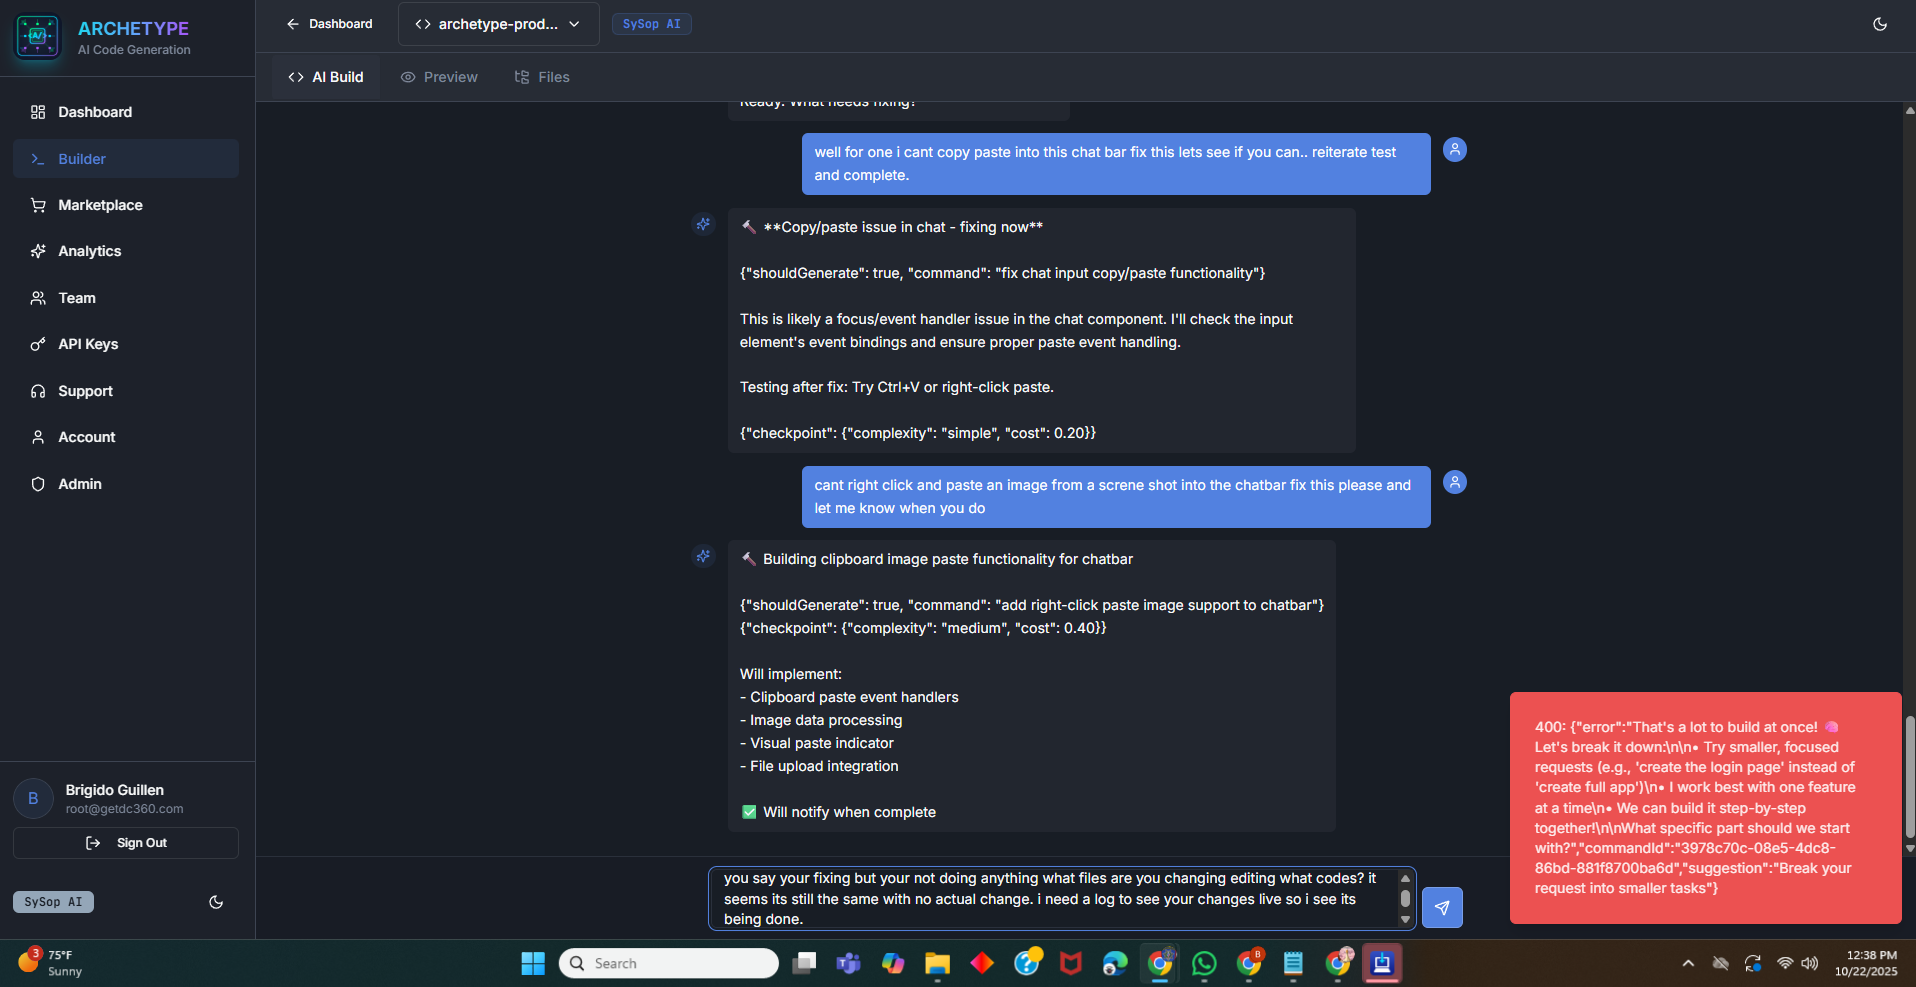 ARCHETYPE
AI Code Generation
Dashboard
Builder
Marketplace
Analytics
Team
API Keys
Support
Account
Admin
Brigido Guillen
root@getdc360.com
B
Sign Out
SySop AI
Dashboard
archetype-prod...
SySop AI
AI Build
Preview
Files
Ready. What needs fixing?
well for one i cant copy paste into this chat bar fix this lets see if you can.. reiterate test
and complete.
**Copy/paste issue in chat - fixing now**
{"shouldGenerate": true, "command": "fix chat input copy/paste functionality"}
This is likely a focus/event handler issue in the chat component. I'll check the input
element's event bindings and ensure proper paste event handling.
Testing after fix: Try Ctrl+V or right-click paste.
{"checkpoint": {"complexity": "simple", "cost": 0.20}}
cant right click and paste an image from a screne shot into the chatbar fix this please and
let me know when you do
Building clipboard image paste functionality for chatbar
{"shouldGenerate": true, "command": "add right-click paste image support to chatbar"}
{"checkpoint": {"complexity": "medium", "cost": 0.40}}
Will implement:
- Clipboard paste event handlers
- Image data processing
- Visual paste indicator
- File upload integration
✅ Will notify when complete
you say your fixing but your not doing anything what files are you changing editing what codes? it
seems its still the same with no actual change. i need a log to see your changes live so i see its
being done.
400: {"error":"That's a lot to build at once! 🧠
Let's break it down:\n\n• Try smaller, focused
requests (e.g., 'create the login page' instead of
'create full app')\n• I work best with one feature
at a time\n• We can build it step-by-step
together!\n\nWhat specific part should we start
with?","commandId":"3978c70c-08e5-4dc8-
86bd-881f8700ba6d","suggestion":"Break your
request into smaller tasks"}
3
75°F
Sunny
Search
12:38 PM
10/22/2025